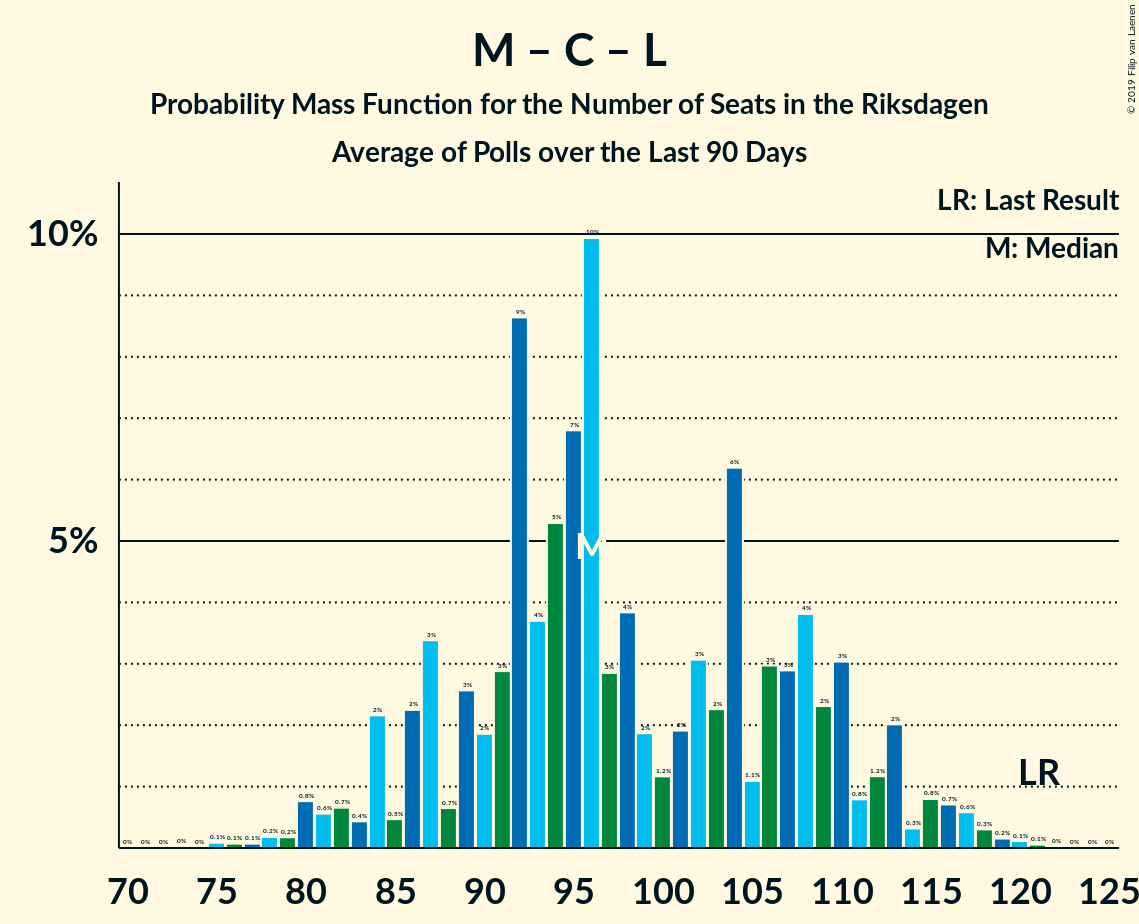 M – C – L
Probability Mass Function for the Number of Seats in the Riksdagen
Average of Polls over the Last 90 Days
© 2019 Filip van Laenen
LR: Last Result
M: Median
10%
5%
0% 0% 0% 0% 0% 0.1% 0.1% 0.1% 0.2% 0.2% 0.8% 0.6% 0.7% 0.4% 2% 0.5% 2% 3% 0.7% 3% 2% 3% 9% 4% 5% 7% 10% 3% 4% 2% 1.2% 2% 3% 2% 6% 1.1% 3% 3% 4% 2% 3% 0.8% 1.2% 2% 0.3% 0.8% 0.7% 0.6% 0.3% 0.2% 0.1% 0.1% 0% 0% 0% 0%
M
LR
70 75 80 85 90 95 100 105 110 115 120 125